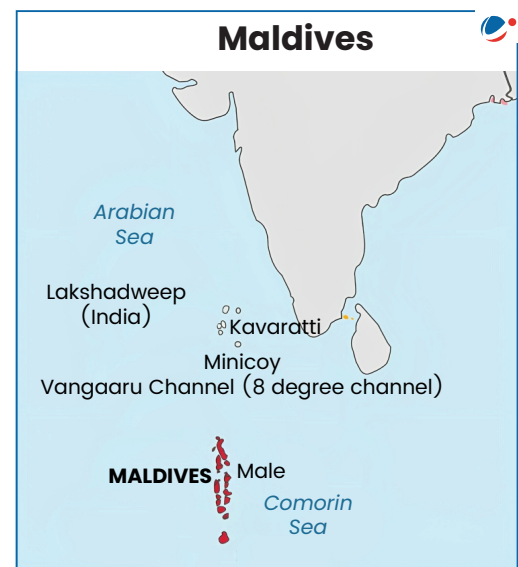 Maldives
Arabian
Sea
Lakshadweep
(India)
Kavaratti
Minicoy
Vangaaru Channel (8 degree channel)
MALDIVES
Male
Comorin
Sea